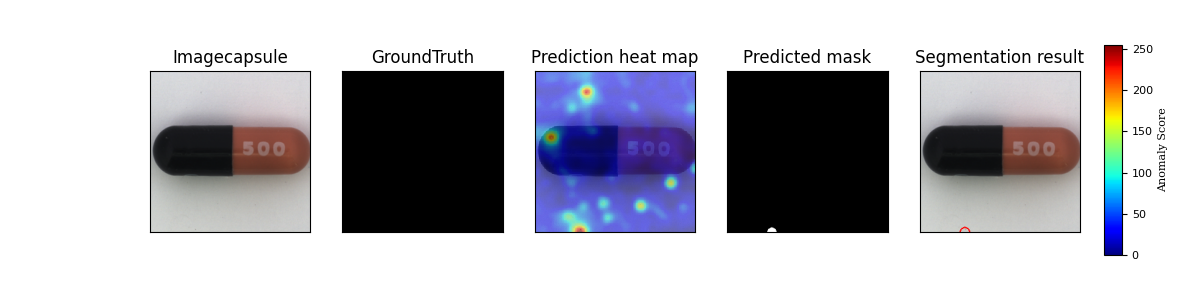 Imagecapsule
GroundTruth
Prediction heat map
Predicted mask
Segmentation result
500
500
500
250
200
150
100
50
0
Anomaly Score